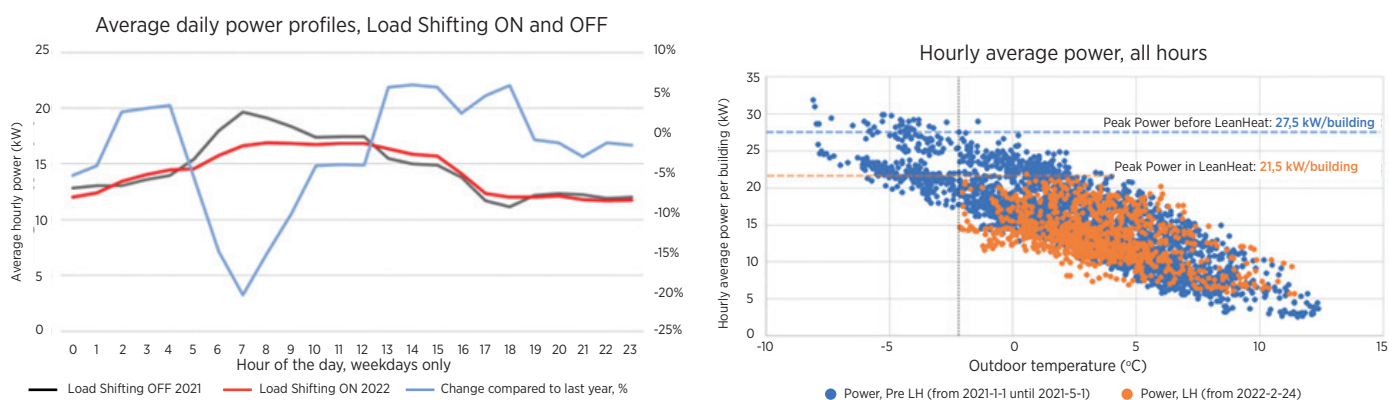 Average daily power profiles, Load Shifting ON and OFF
Average hourly power (kW)
25
20
15
10
5
0
10%
5%
0%
-5%
-10%
-15%
-20%
-25%
0 1 2 3 4 5 6 7 8 9 10 11 12 13 14 15 16 17 18 19 20 21 22 23
Hour of the day, weekdays only
Load Shifting OFF 2021 Load Shifting ON 2022 Change compared to last year, %
Hourly average power, all hours
Hourly average power per building (kW)
35
30
25
20
15
10
5
0
Peak Power before LeanHeat: 27,5 kW/building
Peak Power in LeanHeat: 21,5 kW/building
-10 -5 0 5 10 15
Outdoor temperature (°C)
Power, Pre LH (from 2021-1-1 until 2021-5-1) Power, LH (from 2022-2-24)